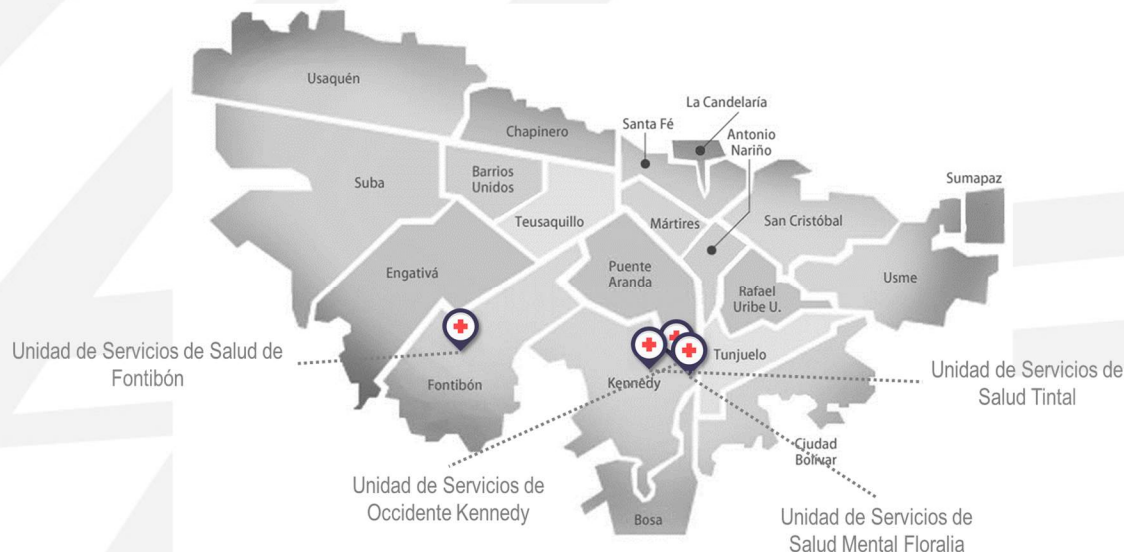 Usaquén
Chapinero
Santa Fé
La Candelaría
Antonio
Nariño
Sumapaz
Suba
Barrios
Unidos
Teusaquillo
Mártires
San Cristóbal
Engativá
Puente
Aranda
Rafael
Uribe U.
Usme
Unidad de Servicios de Salud de
Fontibón
Fontibón
Kennedy
Tunjuelo
Unidad de Servicios de
Salud Tintal
Ciudad
Bolívar
Unidad de Servicios de
Occidente Kennedy
Bosa
Unidad de Servicios de
Salud Mental Floralia